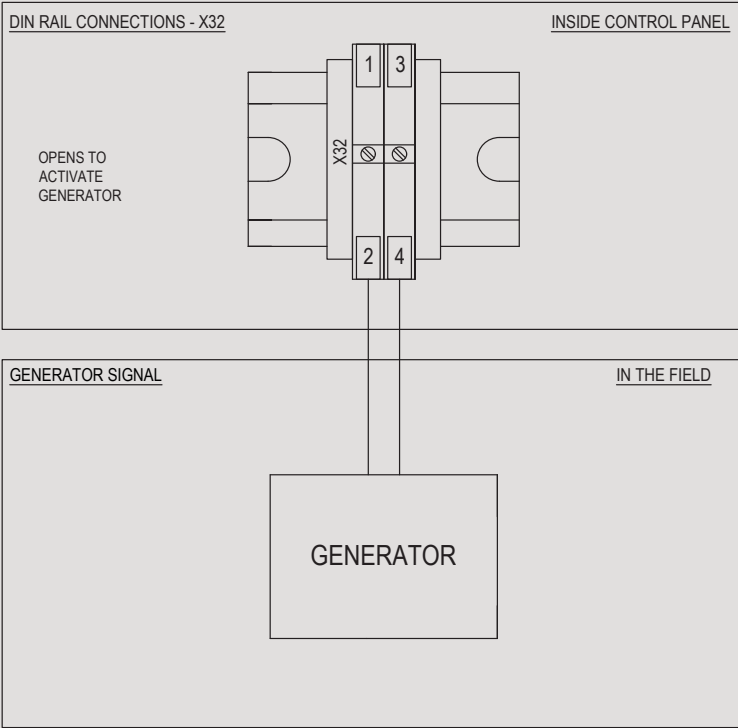 DIN RAIL CONNECTIONS - X32
INSIDE CONTROL PANEL
1 3
X32
OPENS TO
ACTIVATE
GENERATOR
2 4
GENERATOR SIGNAL
IN THE FIELD
GENERATOR